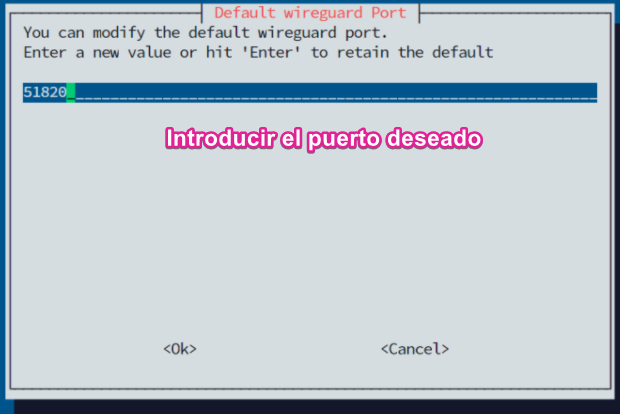 Default wireguard Port
You can modify the default wireguard port.
Enter a new value or hit 'Enter' to retain the default
51820
Introducir el puerto deseado
<Ok> <Cancel>